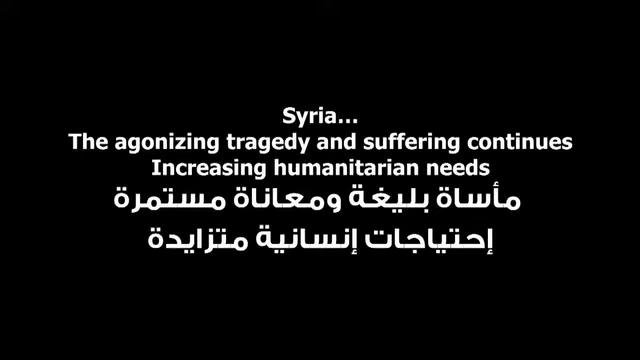 Syria...
The agonizing tragedy and suffering continues
Increasing humanitarian needs
مأساة بليغة ومعاناة مستمرة
إحتياجات إنسانية متزايدة